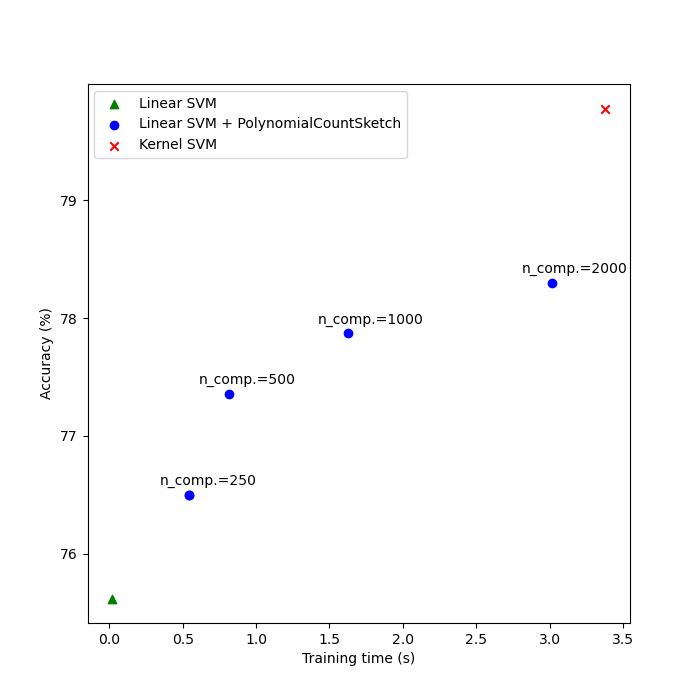 Linear SVM
Linear SVM + PolynomialCountSketch
Kernel SVM
79
n_comp.=2000
78
n_comp.=1000
Accuracy (%)
n_comp.=500
77
n_comp.=250
76
0.0 0.5 1.0 1.5 2.0 2.5 3.0 3.5
Training time (s)